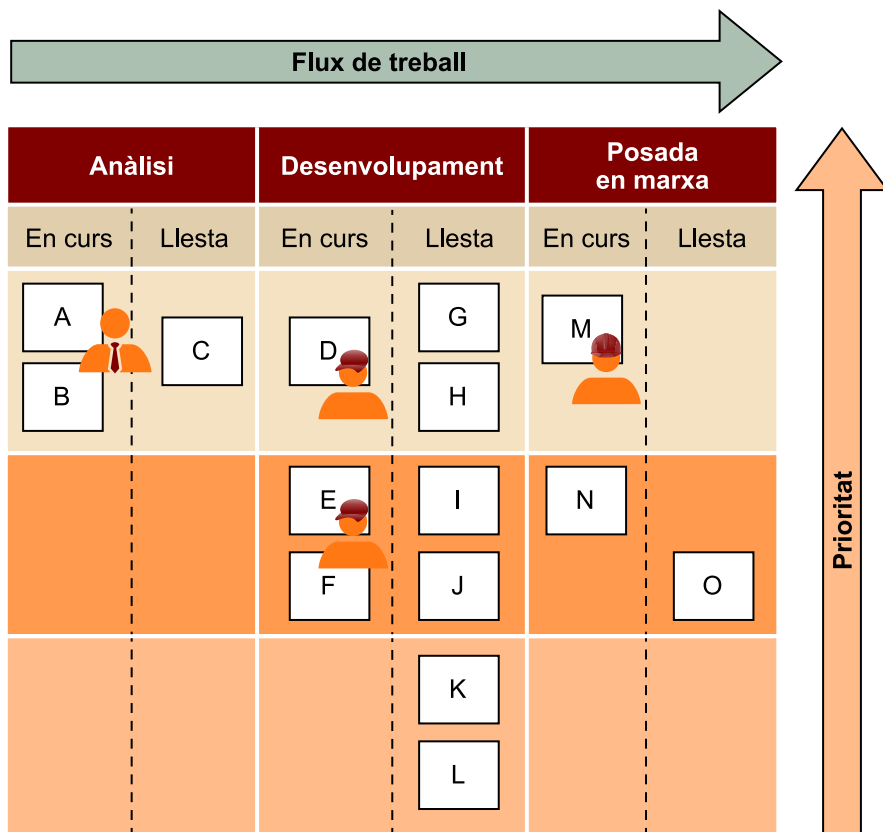 Flux de treball
Anàlisi
Desenvolupament
Posada
en marxa
En curs
Llesta
En curs
Llesta
En curs
Llesta
A
B
C
D
G
H
M
E
F
I
J
N
O
K
L
Prioritat